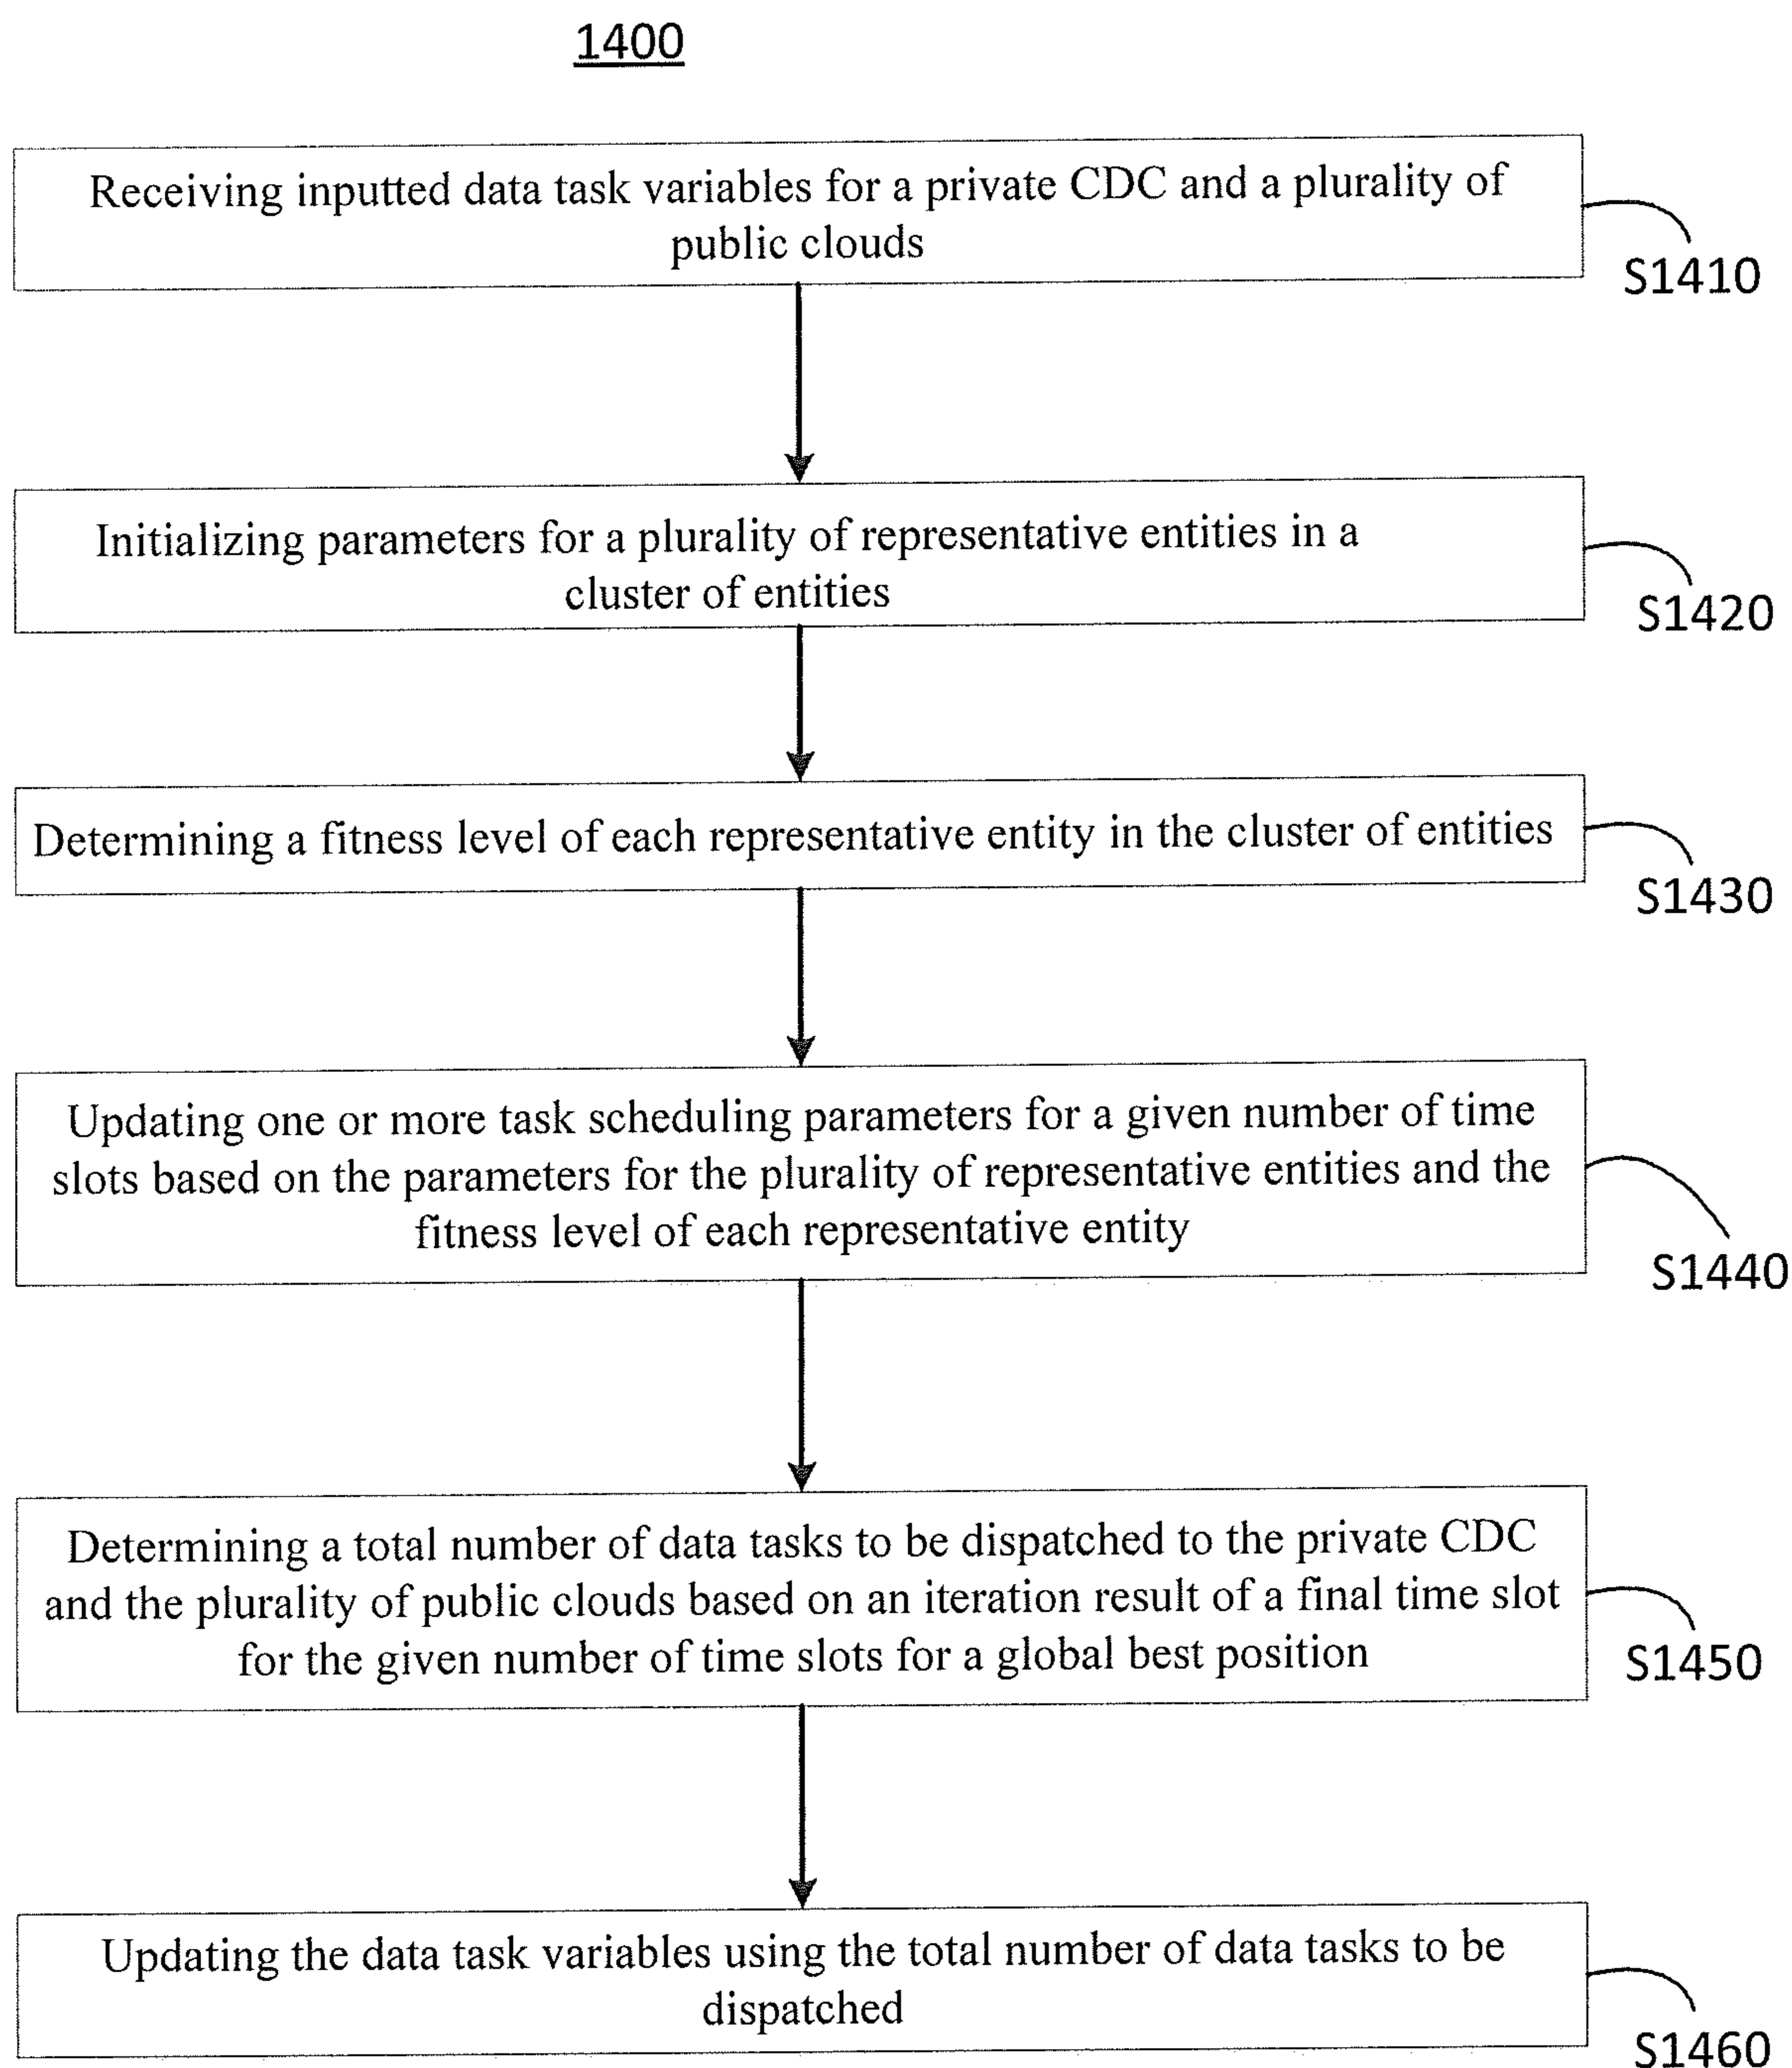 1400
Receiving inputted data task variables for a private CDC and a plurality of
public clouds
S1410
Initializing parameters for a plurality of representative entities in a
cluster of entities
S1420
Determining a fitness level of each representative entity in the cluster of entities
S1430
Updating one or more task scheduling parameters for a given number of time
slots based on the parameters for the plurality of representative entities and the
fitness level of each representative entity
S1440
Determining a total number of data tasks to be dispatched to the private CDC
and the plurality of public clouds based on an iteration result of a final time slot
for the given number of time slots for a global best position
S1450
Updating the data task variables using the total number of data tasks to be
dispatched
S1460